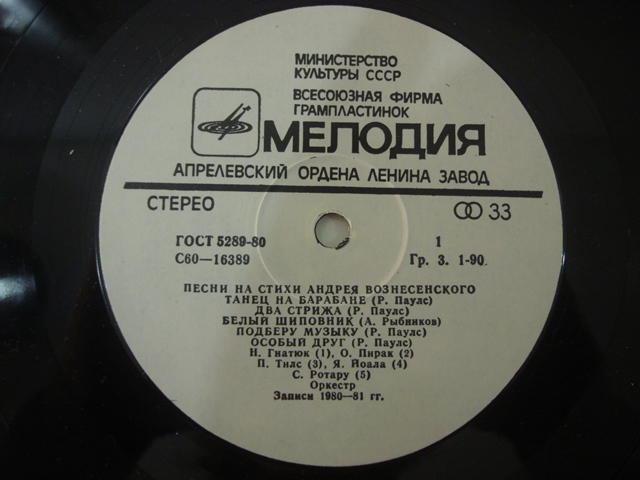 МИНИСТЕРСТВО
КУЛЬТУРЫ СССР
ВСЕСОЮЗНАЯ ФИРМА
ГРАМПЛАСТИНОК
МЕЛОДИЯ
АПРЕЛЕВСКИЙ ОРДЕНА ЛЕНИНА ЗАВОД
СТЕРЕО 33
ГОСТ 5289-80 1
С60—16389 Гр. 3. 1-90.
ПЕСНИ НА СТИХИ АНДРЕЯ ВОЗНЕСЕНСКОГО
ТАНЕЦ НА БАРАБАНЕ (Р. Паулс)
ДВА СТРИЖА (Р. Паулс)
БЕЛЫЙ ШИПОВНИК (А. Рыбников)
ПОДБЕРУ МУЗЫКУ (Р. Паулс)
ОСОБЫЙ ДРУГ (Р. Паулс)
Н. Гнатюк (1), О. Пирак (2)
П. Тилс (3), Я. Йоала (4)
С. Ротару (5)
Оркестр
Записи 1980—81 гг.